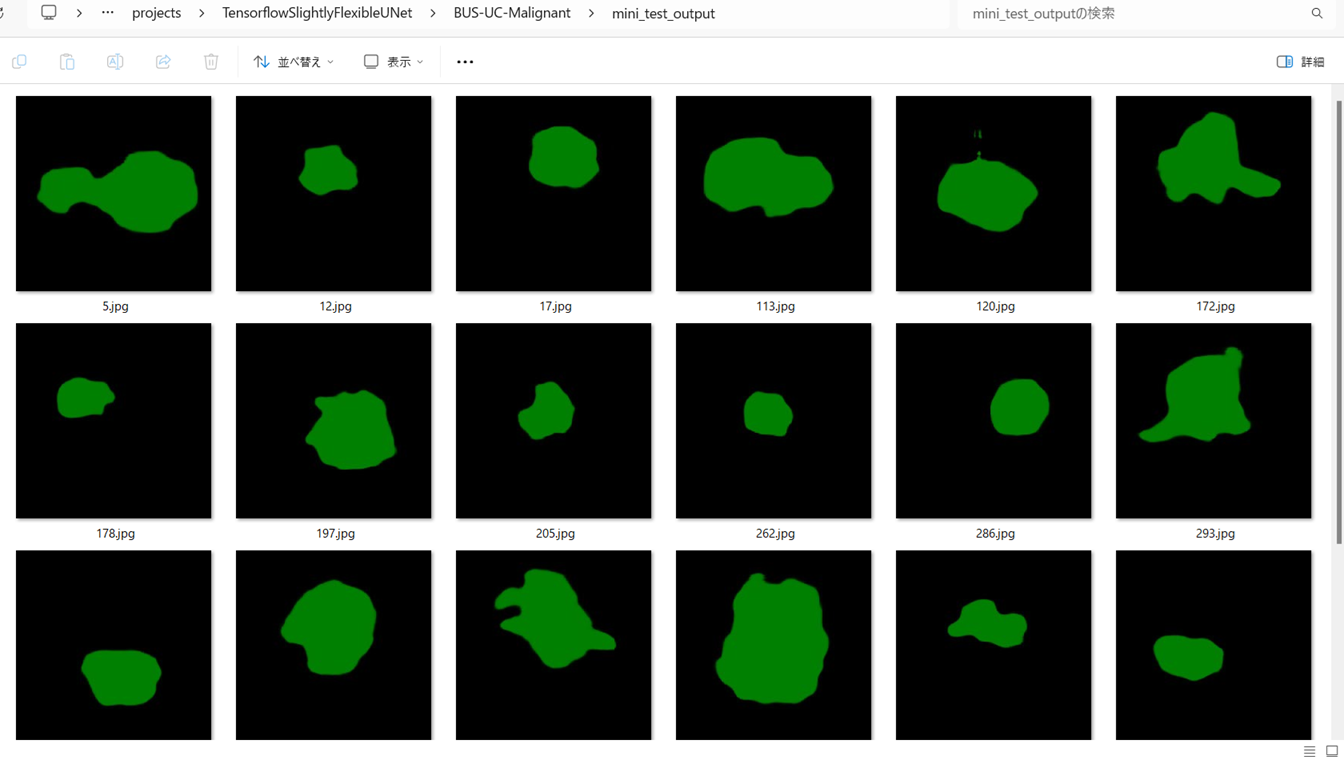 projects > TensorflowSlightlyFlexibleUNet > BUS-UC-Malignant > mini_test_output
mini_test_outputの検索
並べ替え 表示 詳細
5.jpg 12.jpg 17.jpg 113.jpg 120.jpg 172.jpg
178.jpg 197.jpg 205.jpg 262.jpg 286.jpg 293.jpg